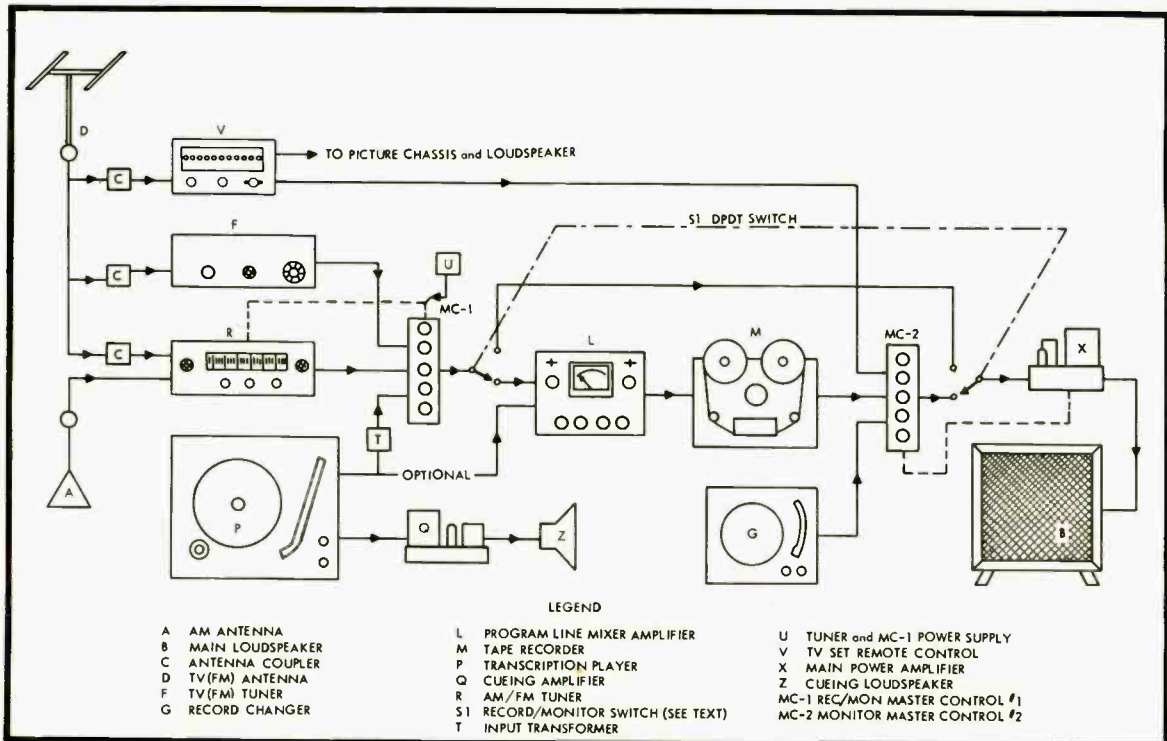 D
V
C
TO PICTURE CHASSIS and LOUDSPEAKER
S1 DPDT SWITCH
F
C
U
MC-1
R
C
L
M
MC-2
X
T
OPTIONAL
A
P
Q
Z
G
B
LEGEND
A AM ANTENNA
B MAIN LOUDSPEAKER
C ANTENNA COUPLER
D TV(FM) ANTENNA
F TV(FM) TUNER
G RECORD CHANGER
L PROGRAM LINE MIXER AMPLIFIER
M TAPE RECORDER
P TRANSCRIPTION PLAYER
Q CUEING AMPLIFIER
R AM/FM TUNER
S1 RECORD/MONITOR SWITCH (SEE TEXT)
T INPUT TRANSFORMER
U TUNER and MC-1 POWER SUPPLY
V TV SET REMOTE CONTROL
X MAIN POWER AMPLIFIER
Z CUEING LOUDSPEAKER
MC-1 REC/MON MASTER CONTROL #1
MC-2 MONITOR MASTER CONTROL #2